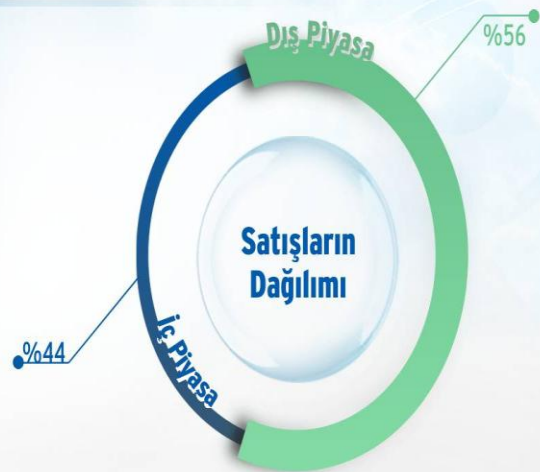 Dış Piyasa
%56
Satışların
Dağılımı
%44
İç Piyasa